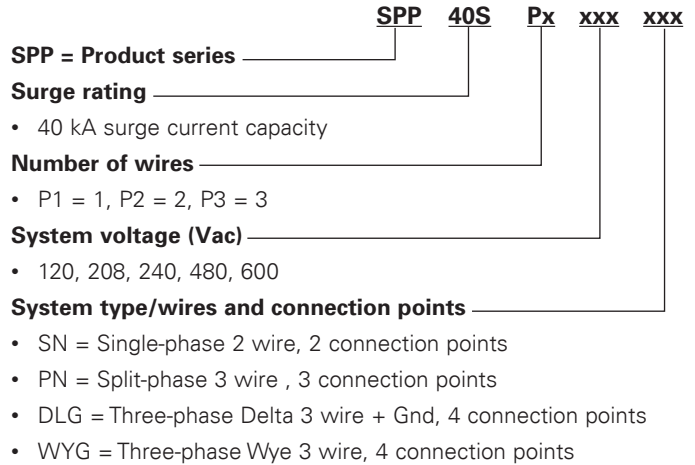 SPP 40S Px xxx xxx
SPP = Product series
Surge rating
• 40 kA surge current capacity
Number of wires
• P1 = 1, P2 = 2, P3 = 3
System voltage (Vac)
• 120, 208, 240, 480, 600
System type/wires and connection points
• SN = Single-phase 2 wire, 2 connection points
• PN = Split-phase 3 wire , 3 connection points
• DLG = Three-phase Delta 3 wire + Gnd, 4 connection points
• WYG = Three-phase Wye 3 wire, 4 connection points